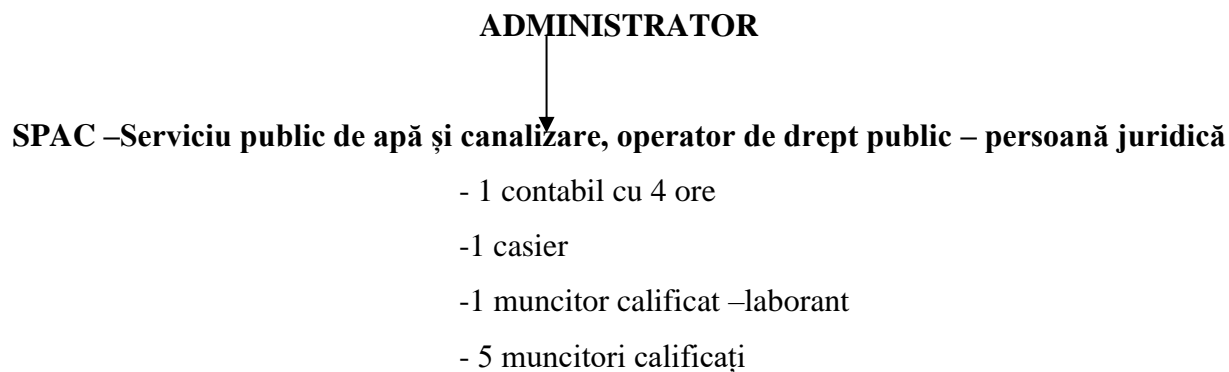 ADMINISTRATOR
SPAC –Serviciu public de apă și canalizare, operator de drept public – persoană juridică
- 1 contabil cu 4 ore
-1 casier
-1 muncitor calificat –laborant
- 5 muncitori calificați